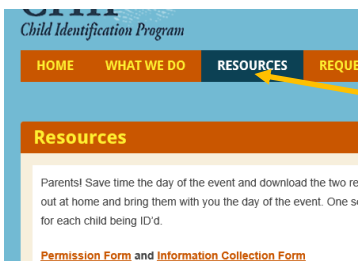 Child Identification Program
HOME WHAT WE DO RESOURCES
Resources
Parents! Save time the day of the event and download the two
out at home and bring them with you the day of the event. One
for each child being ID'd.
Permission Form and Information Collection Form